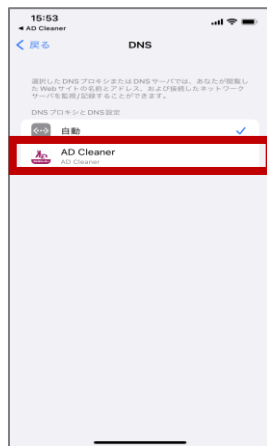 15:53
◀ AD Cleaner
戻る
DNS
選択したDNSプロキシまたはDNSサーバでは、あなたが閲覧し
たWebサイトの名前とアドレス、および接続したネットワーク
サーバを監視/記録することができます。
DNSプロキシとDNS設定
自動
AD Cleaner
AD Cleaner